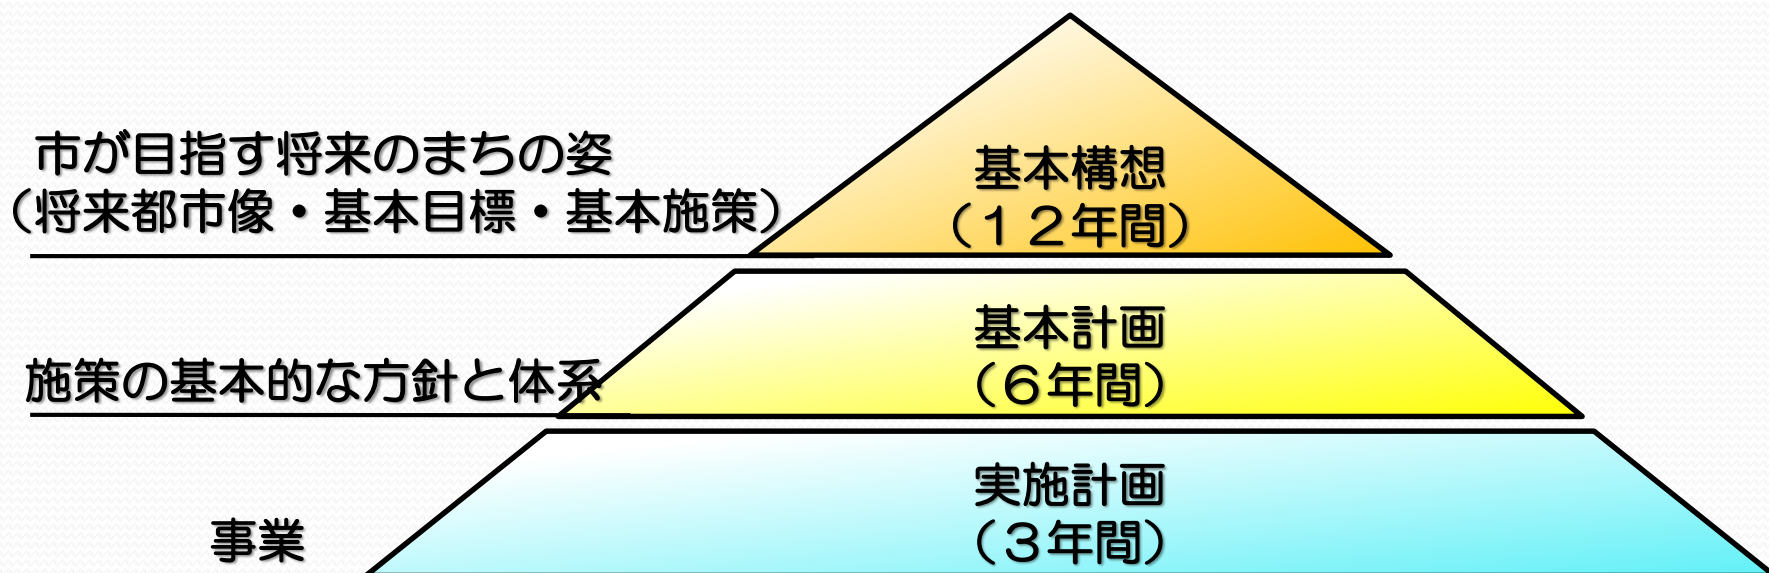 市が目指す将来のまちの姿
（将来都市像・基本目標・基本施策）
基本構想
（１２年間）
施策の基本的な方針と体系
基本計画
（６年間）
事業
実施計画
（３年間）